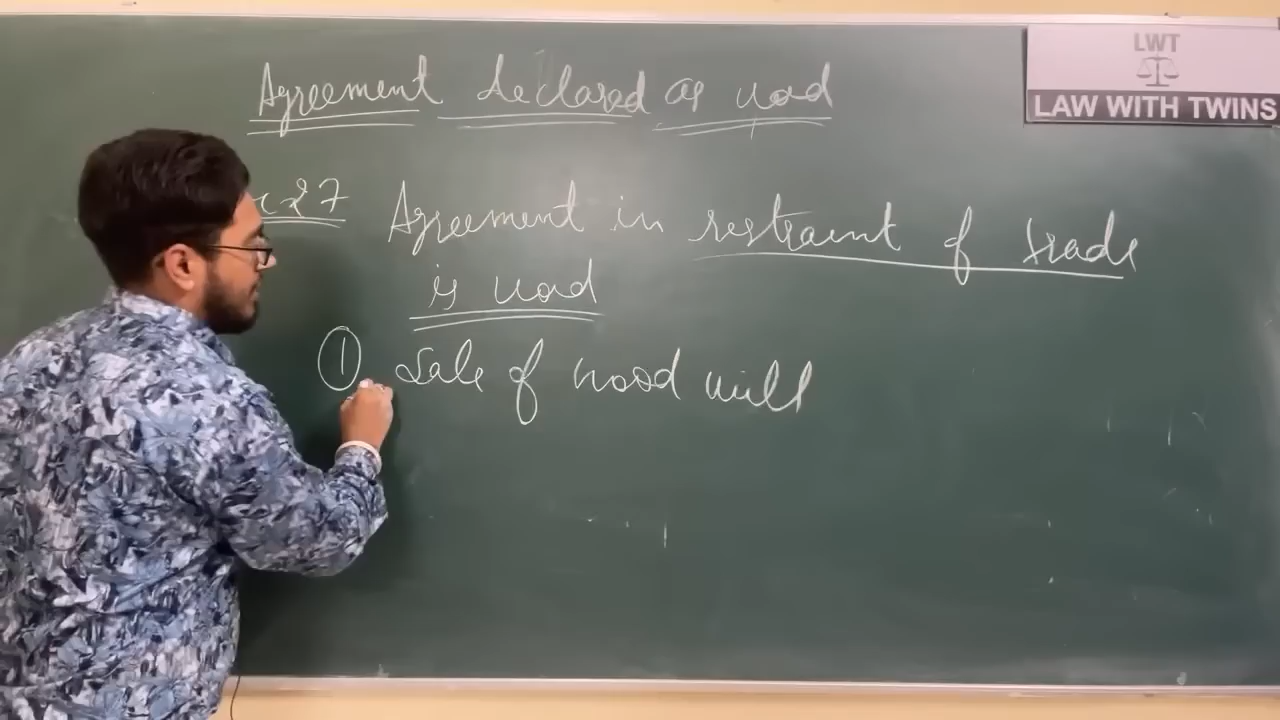 LWT
LAW WITH TWINS
Agreement declared as void
27 Agreement in restraint of trade
is void
① Sale of Good will